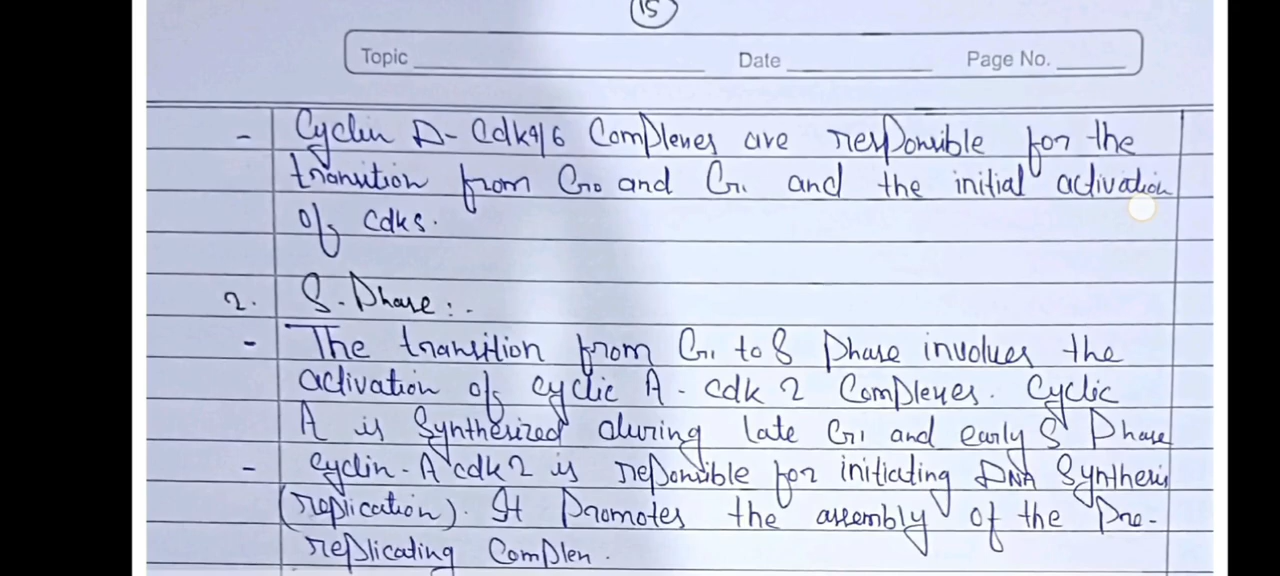 15
Topic Date Page No.
- Cyclin D- Cdk4/6 Complexes are responsible for the
transition from G0 and G1 and the initial activation
of cdks.
2. S-Phase:-
- The transition from G1 to S phase involves the
activation of cyclic A- cdk 2 Complexes. Cyclic
A is Synthesized during late G1 and early S Phase
- Cyclin-A cdk2 is reponsible for initiating DNA Synthesis
(replication). It Promotes the assembly of the Pre-
replicating Complex.